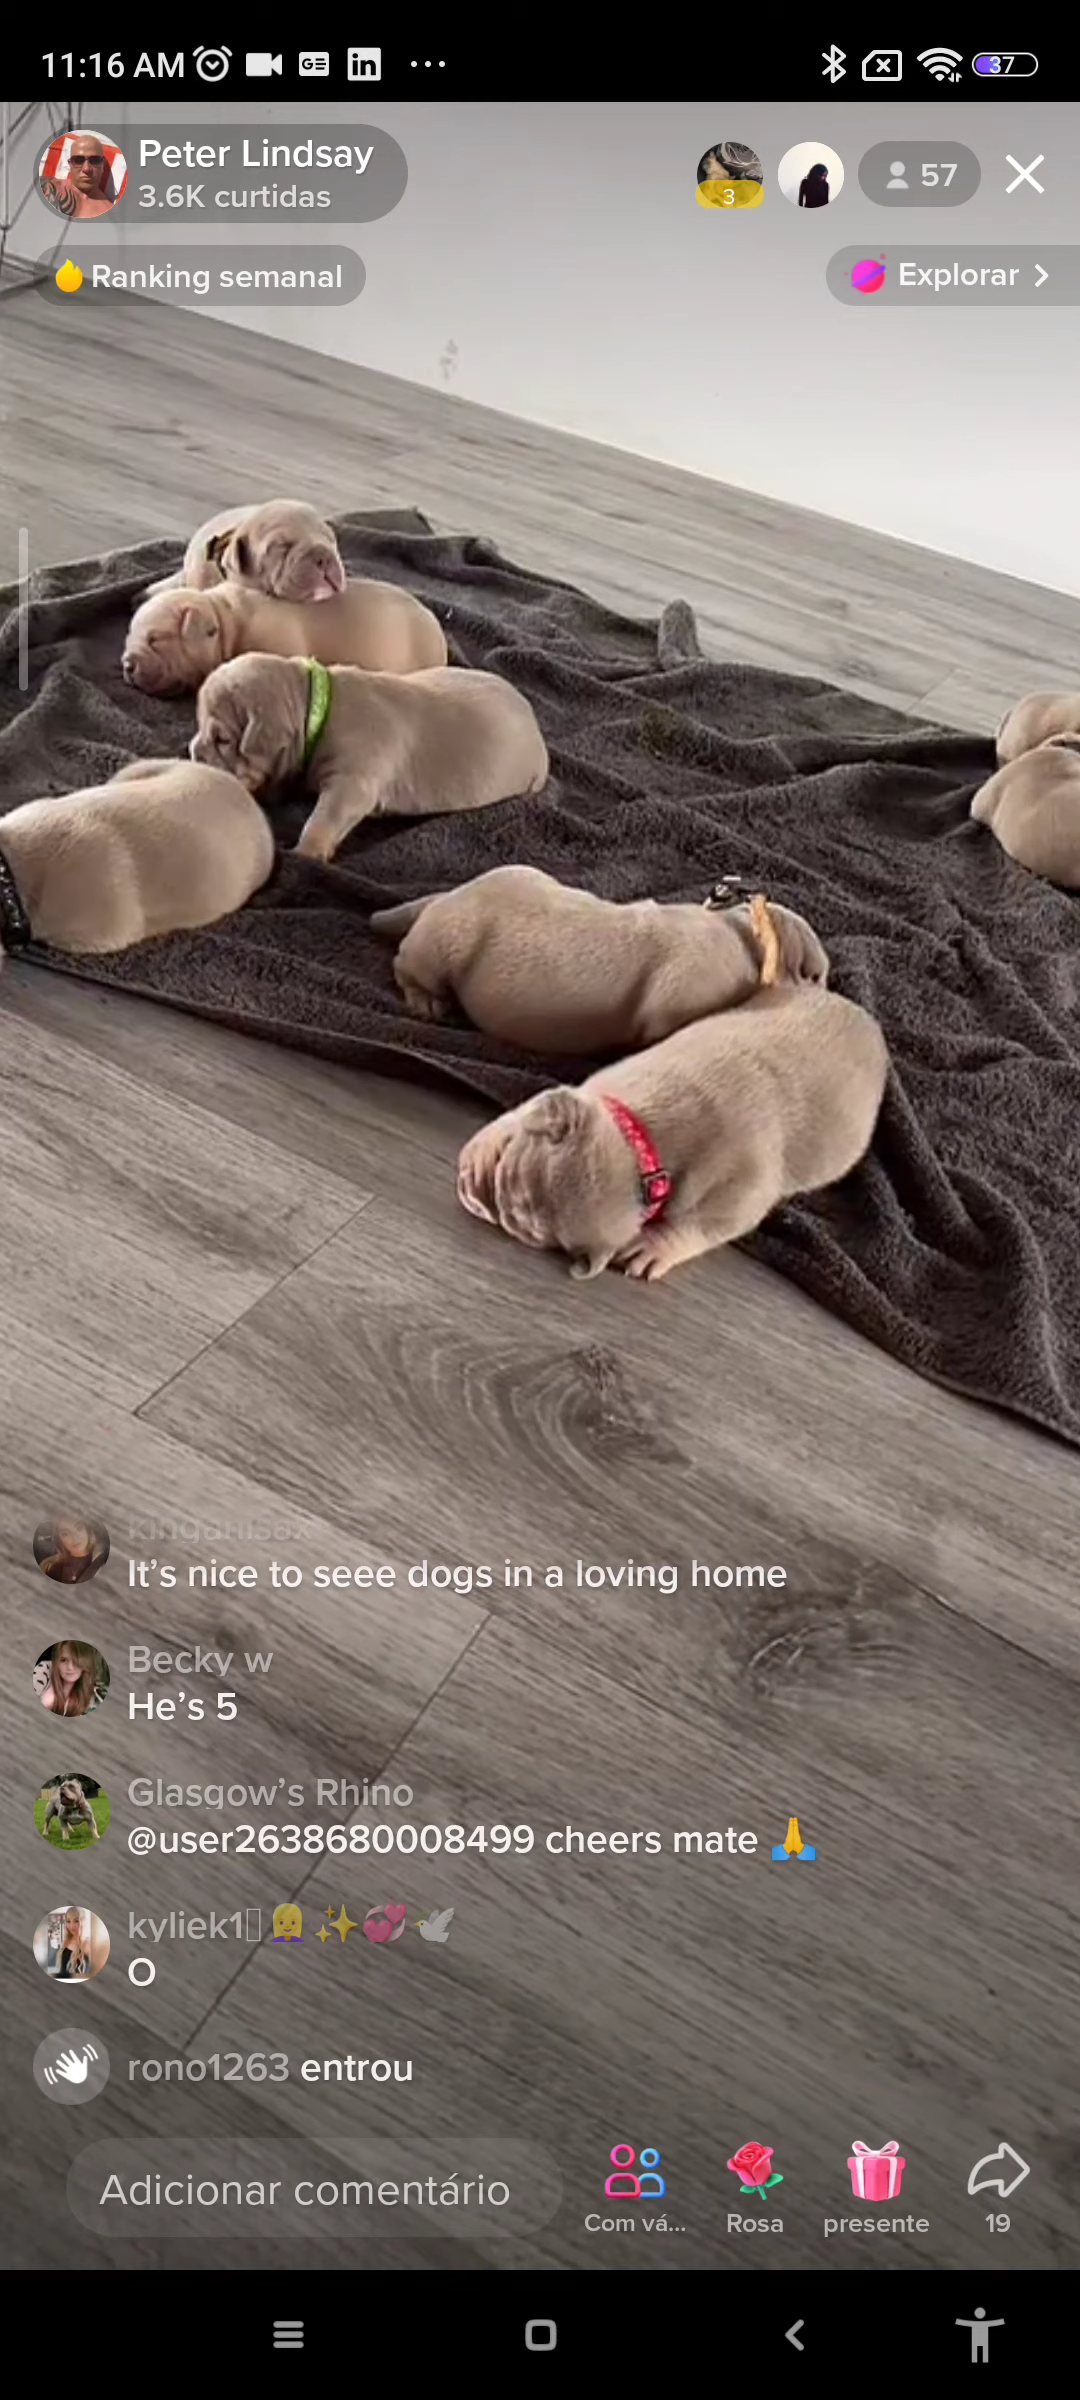 11:16 AM
37
Peter Lindsay
3.6K curtidas
3
57
Ranking semanal
Explorar
kinganisax
It’s nice to seee dogs in a loving home
Becky w
He’s 5
Glasgow’s Rhino
@user2638680008499 cheers mate 🙏
kyliek1👱‍♀️✨💞🕊
O
rono1263 entrou
Adicionar comentário
Com vá...
Rosa
presente
19